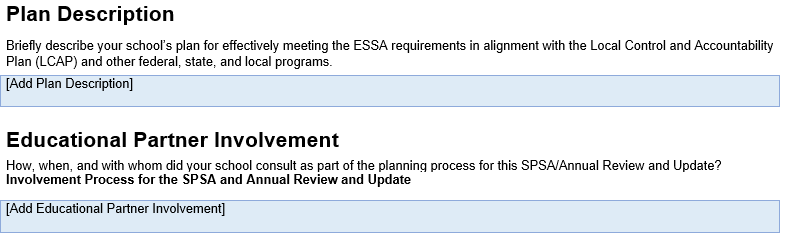 Plan Description
Briefly describe your school's plan for effectively meeting the ESSA requirements in alignment with the Local Control and Accountability
Plan (LCAP) and other federal, state, and local programs.
[Add Plan Description]
Educational Partner Involvement
How, when, and with whom did your school consult as part of the planning process for this SPSA/Annual Review and Update?
Involvement Process for the SPSA and Annual Review and Update
[Add Educational Partner Involvement]